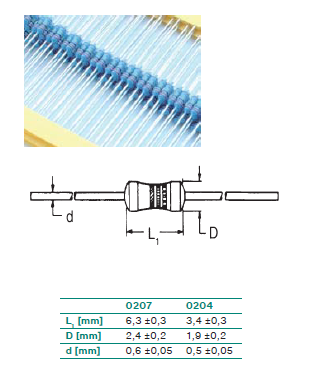 d
L1
D
0207 0204
L1 [mm] 6,3 ±0,3 3,4 ±0,3
D [mm] 2,4 ±0,2 1,9 ±0,2
d [mm] 0,6 ±0,05 0,5 ±0,05